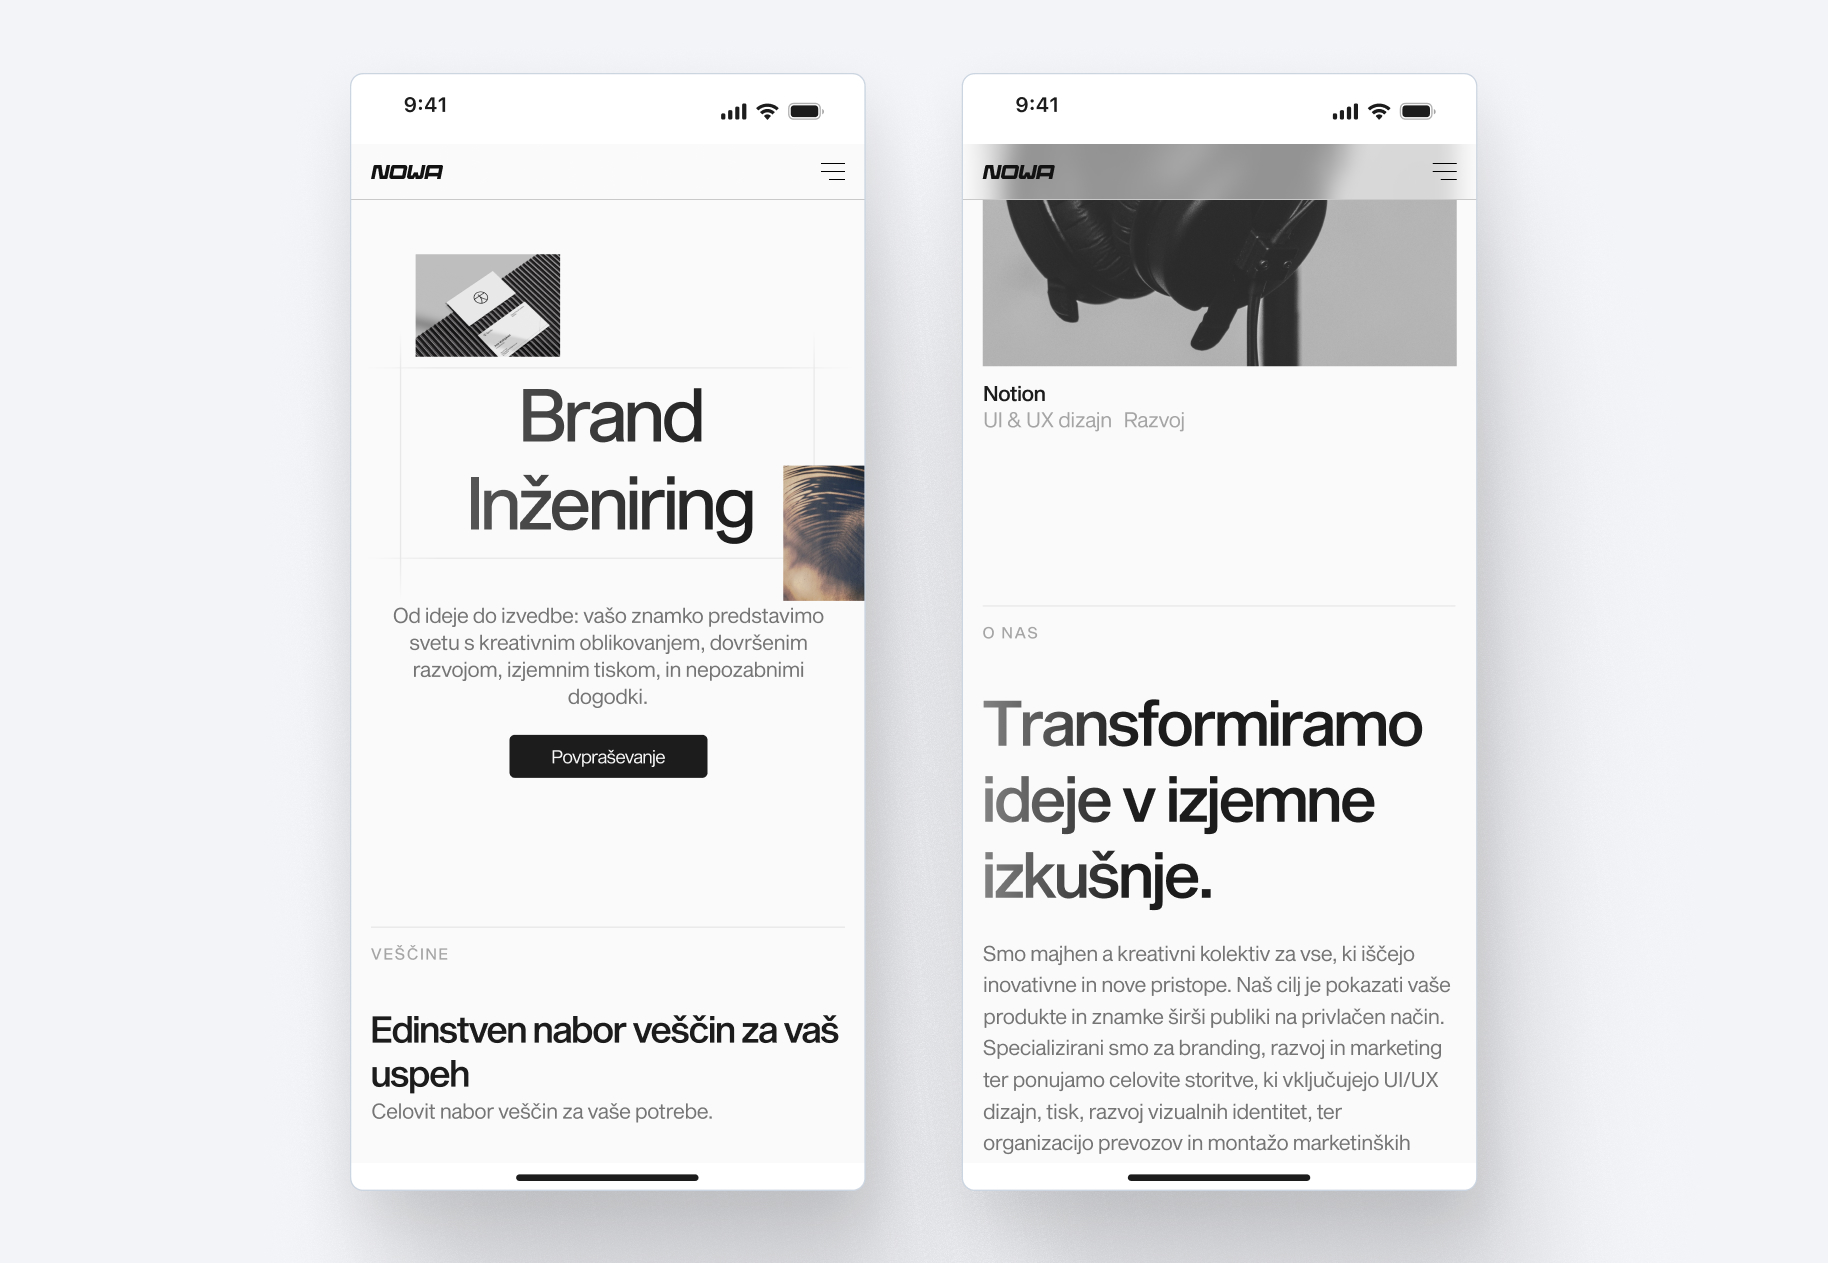 9:41
NOWA
Brand
Inženiring
Od ideje do izvedbe: vašo znamko predstavimo
svetu s kreativnim oblikovanjem, dovršenim
razvojom, izjemnim tiskom, in nepozabnimi
dogodki.
Povpraševanje
VEŠČINE
Edinstven nabor veščin za vaš
uspeh
Celovit nabor veščin za vaše potrebe.
9:41
NOWA
Notion
UI & UX dizajn Razvoj
O NAS
Transformiramo
ideje v izjemne
izkušnje.
Smo majhen a kreativni kolektiv za vse, ki iščejo
inovativne in nove pristope. Naš cilj je pokazati vaše
produkte in znamke širši publiki na privlačen način.
Specializirani smo za branding, razvoj in marketing
ter ponujamo celovite storitve, ki vključujejo UI/UX
dizajn, tisk, razvoj vizualnih identitet, ter
organizacijo prevozov in montažo marketinških